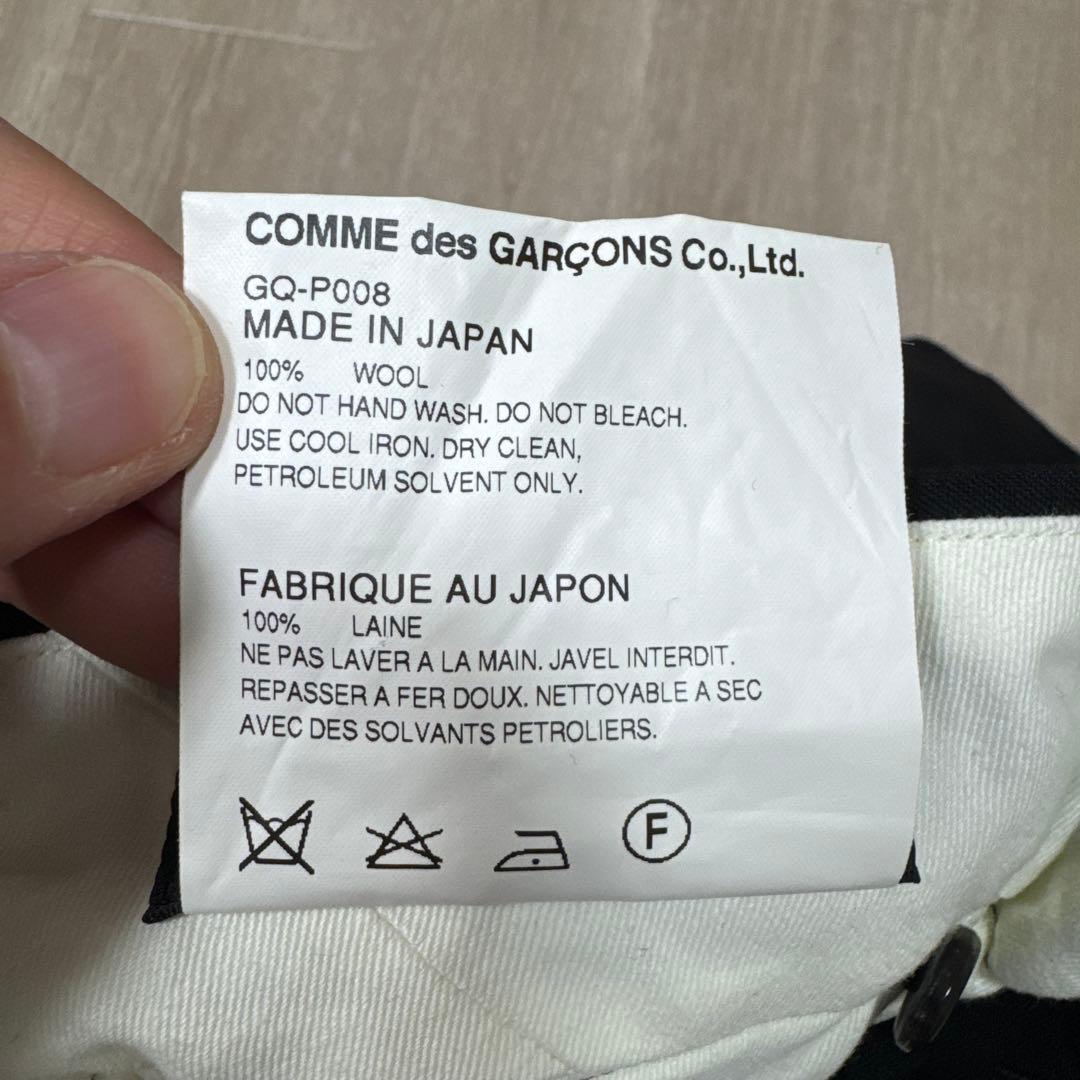 COMME des GARÇONS Co.,Ltd.
GQ-P008
MADE IN JAPAN
100% WOOL
DO NOT HAND WASH. DO NOT BLEACH.
USE COOL IRON. DRY CLEAN,
PETROLEUM SOLVENT ONLY.
FABRIQUE AU JAPON
100% LAINE
NE PAS LAVER A LA MAIN. JAVEL INTERDIT.
REPASSER A FER DOUX. NETTOYABLE A SEC
AVEC DES SOLVANTS PETROLIERS.
F